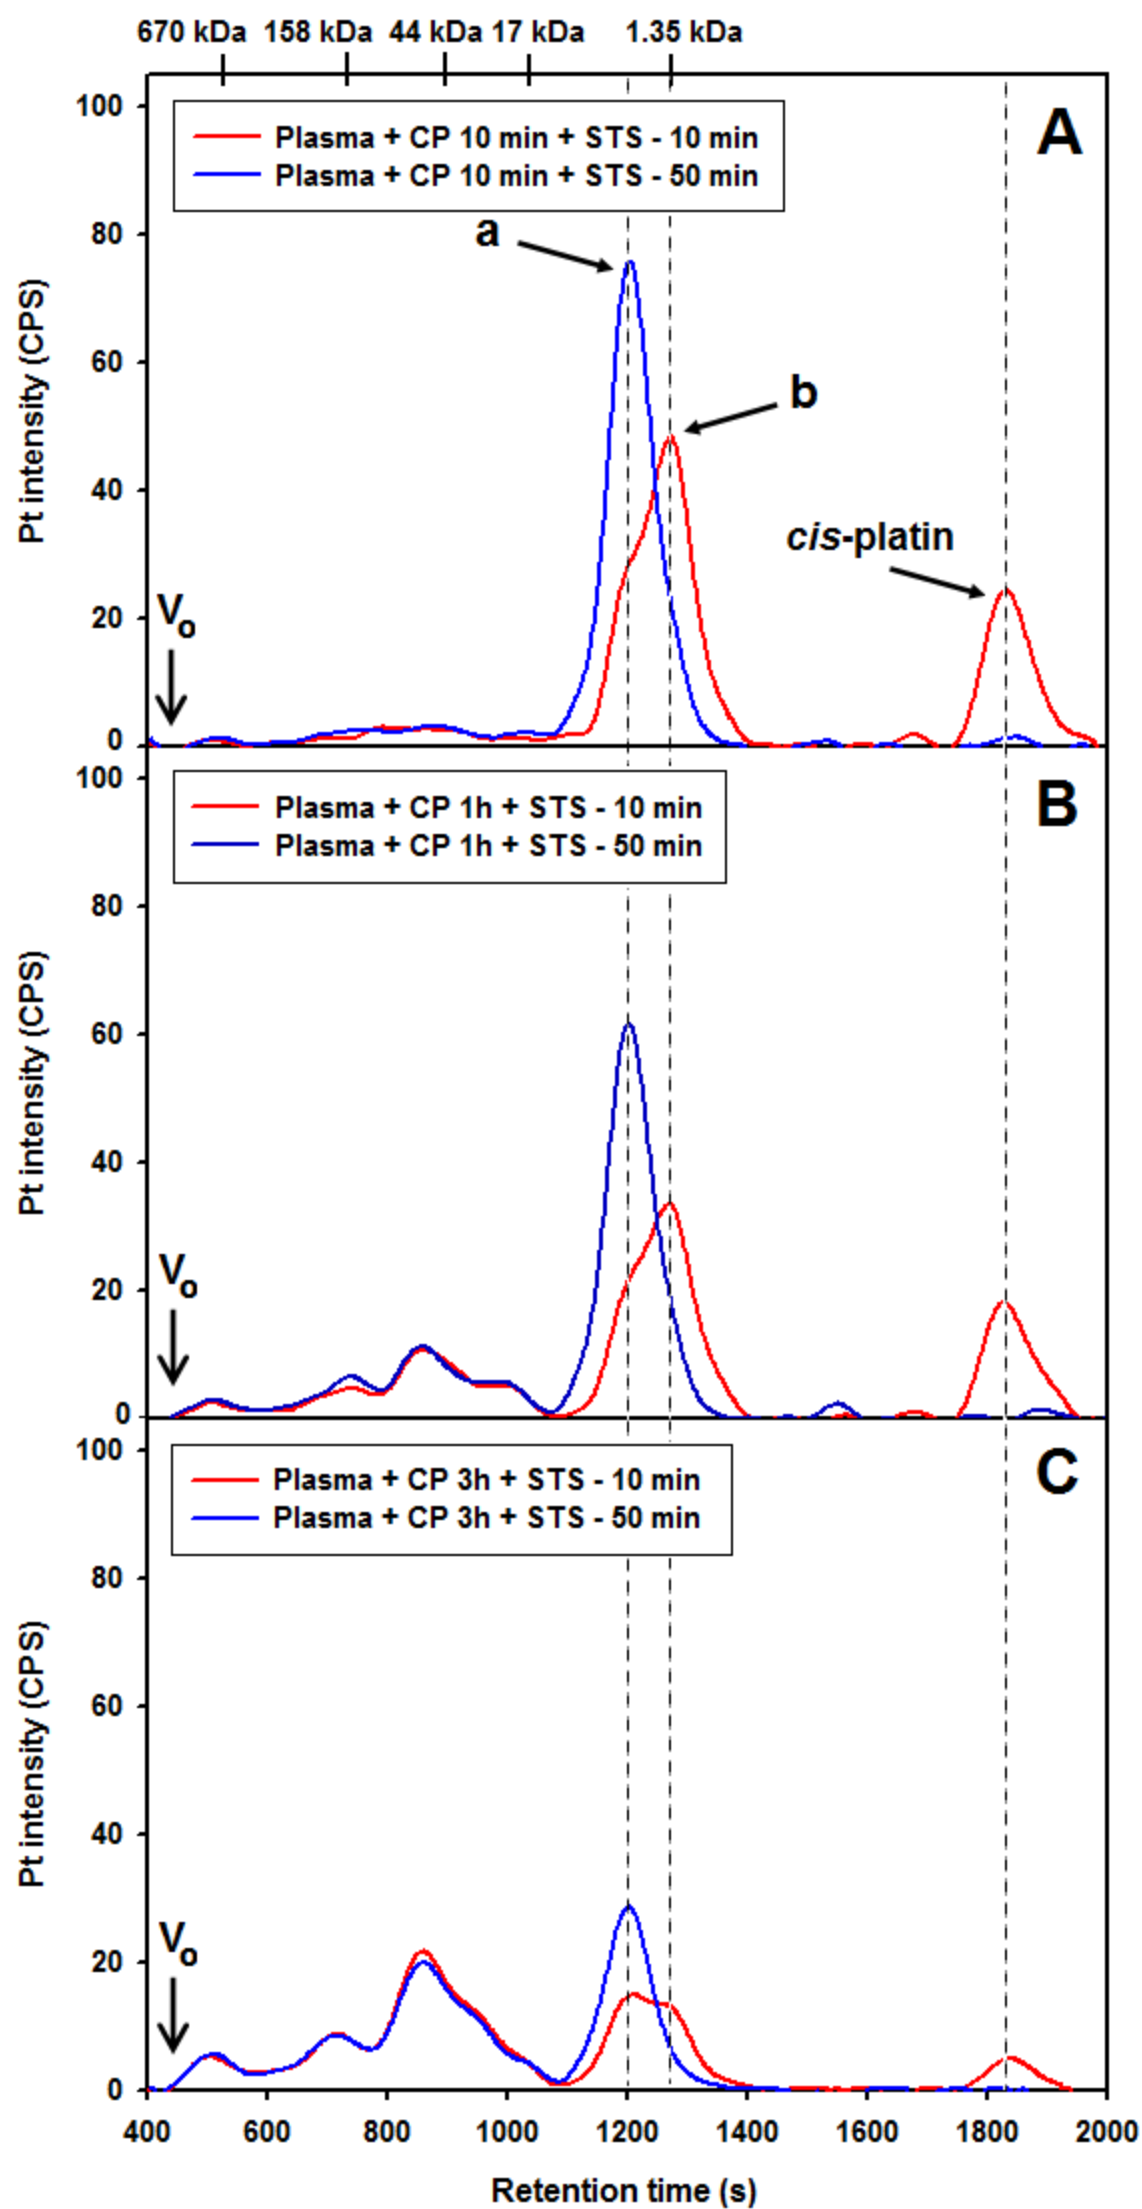 670 kDa 158 kDa 44 kDa 17 kDa 1.35 kDa
A
100
80
60
40
20
0
Pt intensity (CPS)
Plasma + CP 10 min + STS - 10 min
Plasma + CP 10 min + STS - 50 min
a
b
cis-platin
Vo
B
100
80
60
40
20
0
Pt intensity (CPS)
Plasma + CP 1h + STS - 10 min
Plasma + CP 1h + STS - 50 min
Vo
C
100
80
60
40
20
0
Pt intensity (CPS)
Plasma + CP 3h + STS - 10 min
Plasma + CP 3h + STS - 50 min
Vo
400 600 800 1000 1200 1400 1600 1800 2000
Retention time (s)